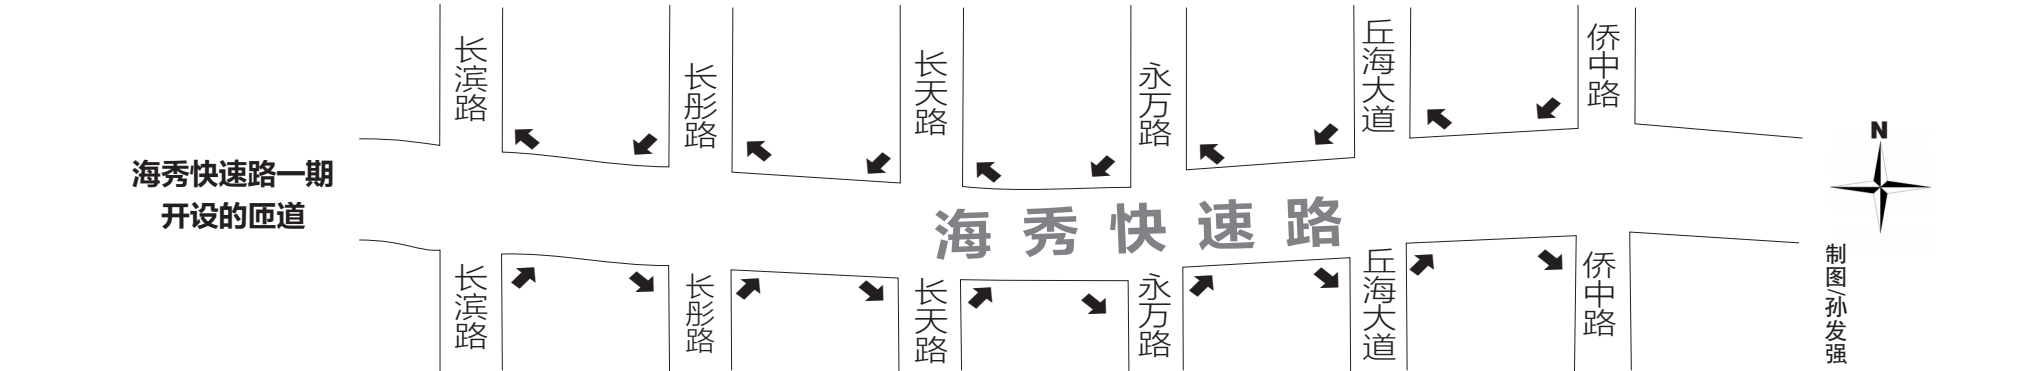 海秀快速路一期
开设的匝道
长滨路
长彤路
长天路
永万路
丘海大道
侨中路
海秀快速路
长滨路
长彤路
长天路
永万路
丘海大道
侨中路
N
制图/孙发强